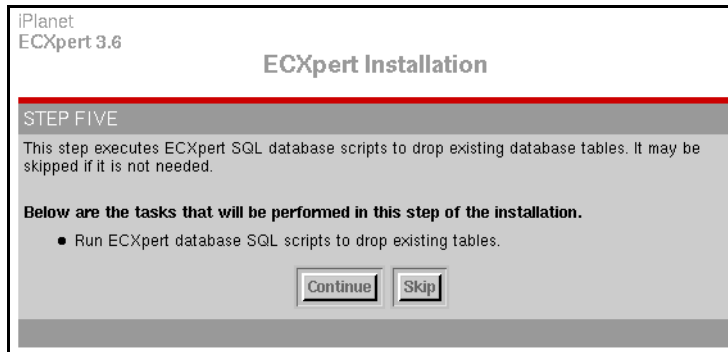 iPlanet
ECXpert 3.6
ECXpert Installation
STEP FIVE
This step executes ECXpert SQL database scripts to drop existing database tables. It may be
skipped if it is not needed.
Below are the tasks that will be performed in this step of the installation.
• Run ECXpert database SQL scripts to drop existing tables.
Continue Skip